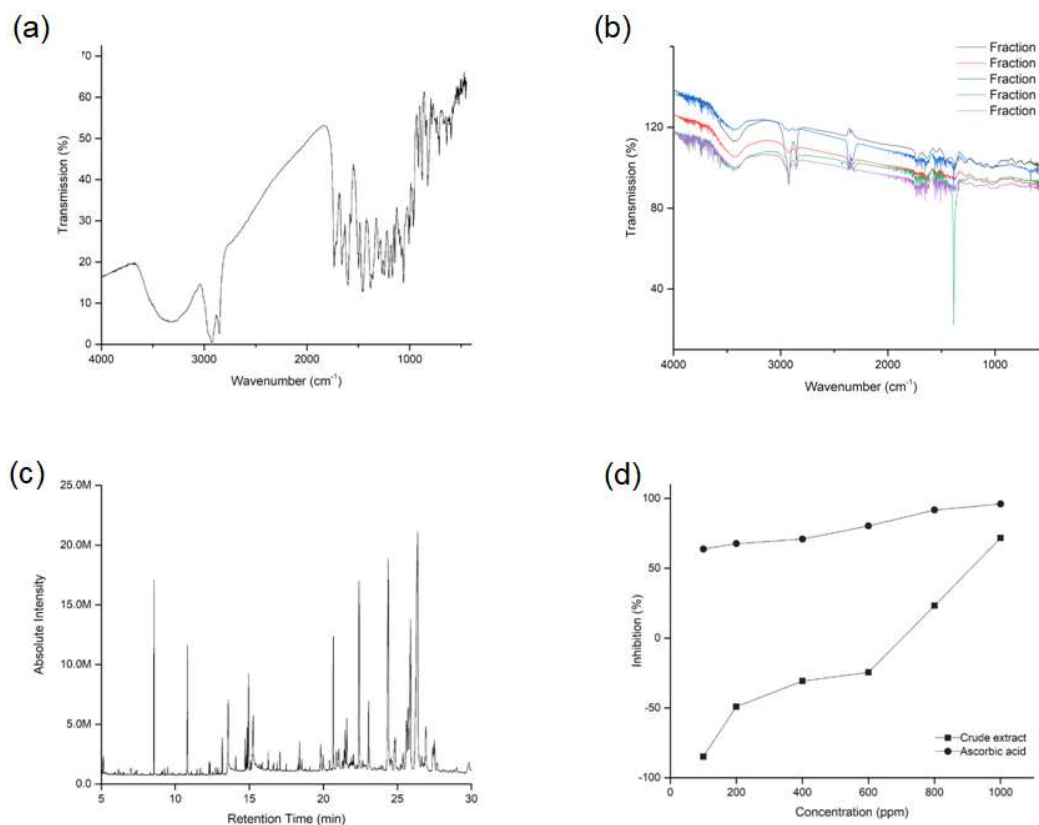 (a)
70
60
50
40
30
20
10
0
Transmission (%)
4000
3000
2000
1000
Wavenumber (cm⁻¹)
(b)
Fraction
Fraction
Fraction
Fraction
Fraction
120
80
40
Transmission (%)
4000
3000
2000
1000
Wavenumber (cm⁻¹)
(c)
25.0M
20.0M
15.0M
10.0M
5.0M
0.0
Absolute Intensity
5
10
15
20
25
30
Retention Time (min)
(d)
100
50
0
-50
-100
Inhibition (%)
Crude extract
Ascorbic acid
200
400
600
800
1000
Concentration (ppm)